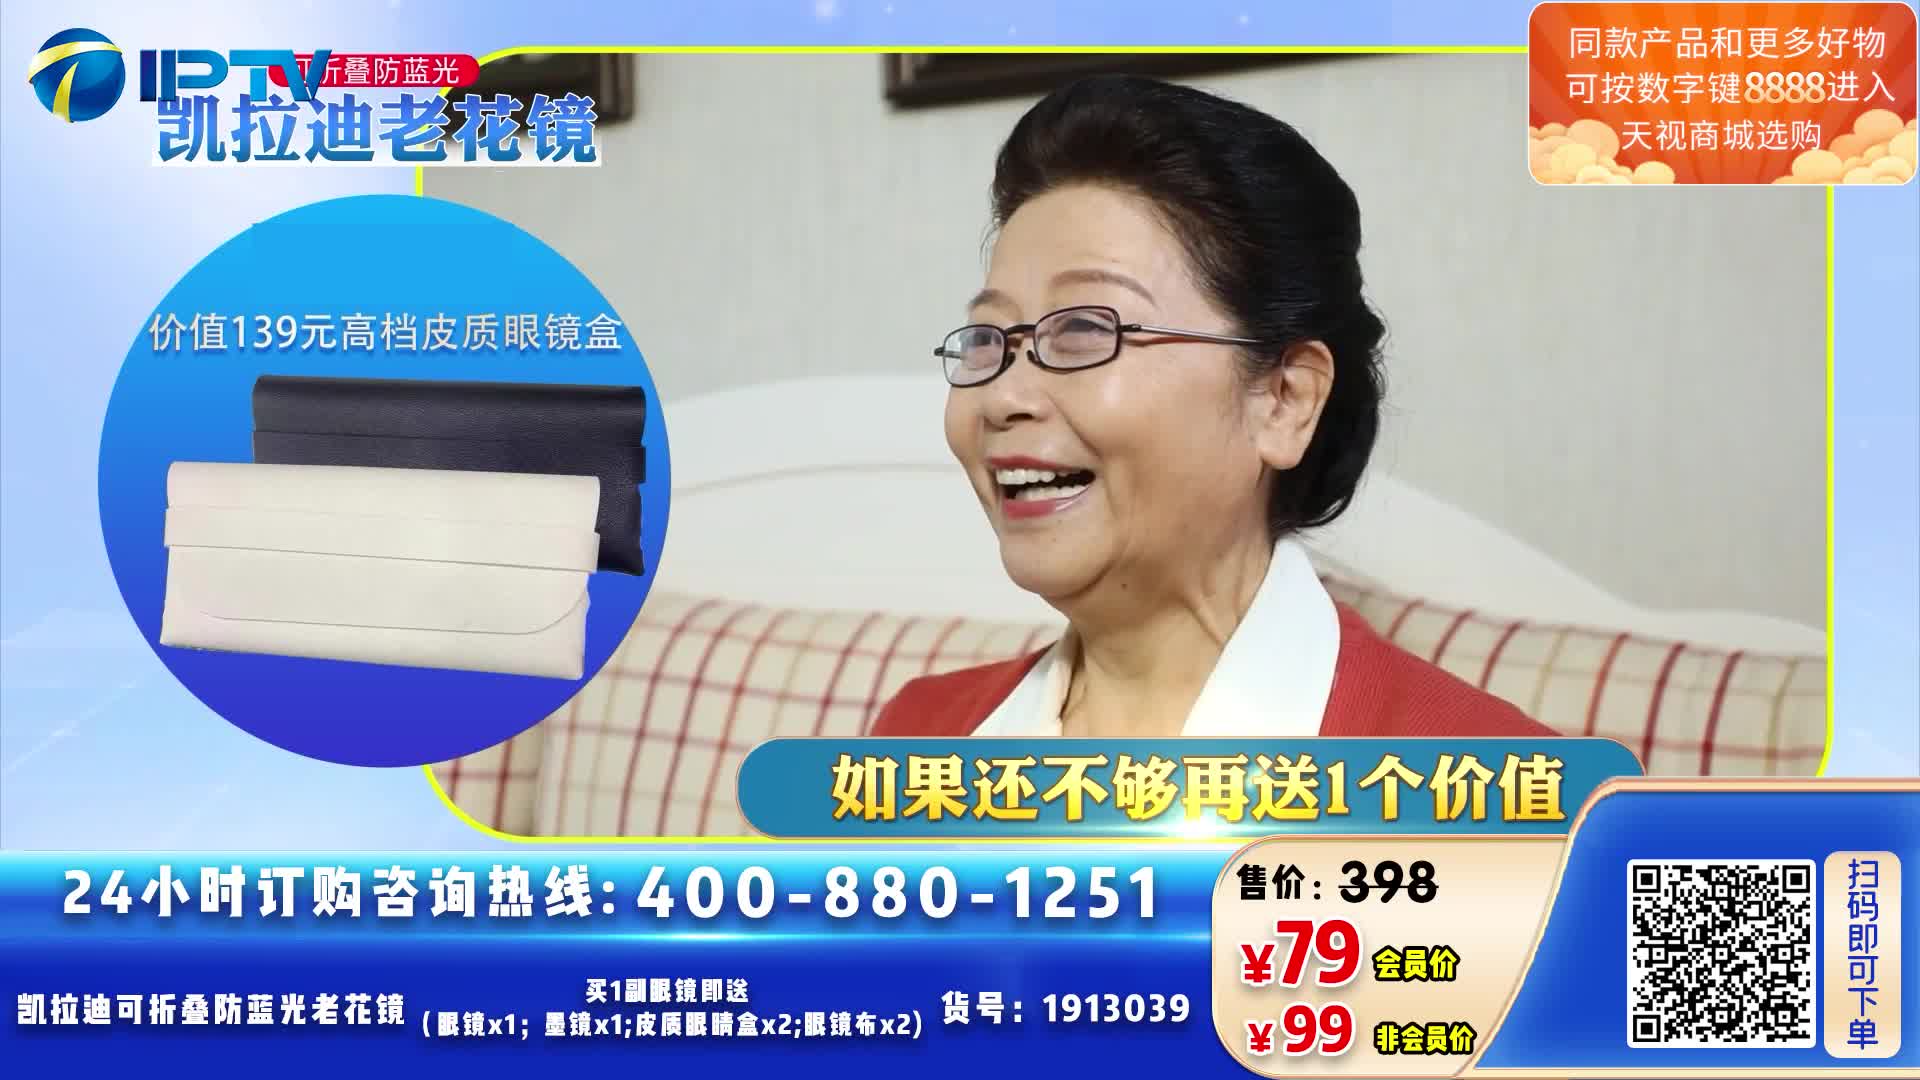 IPTV
可折叠防蓝光
凯拉迪老花镜
同款产品和更多好物
可按数字键8888进入
天视商城选购
价值139元高档皮质眼镜盒
如果还不够再送1个价值
24小时订购咨询热线:400-880-1251
售价：398
¥79 会员价
¥99 非会员价
凯拉迪可折叠防蓝光老花镜
买1副眼镜即送
(眼镜x1；墨镜x1;皮质眼睛盒x2;眼镜布x2)
货号：1913039
扫码即可下单